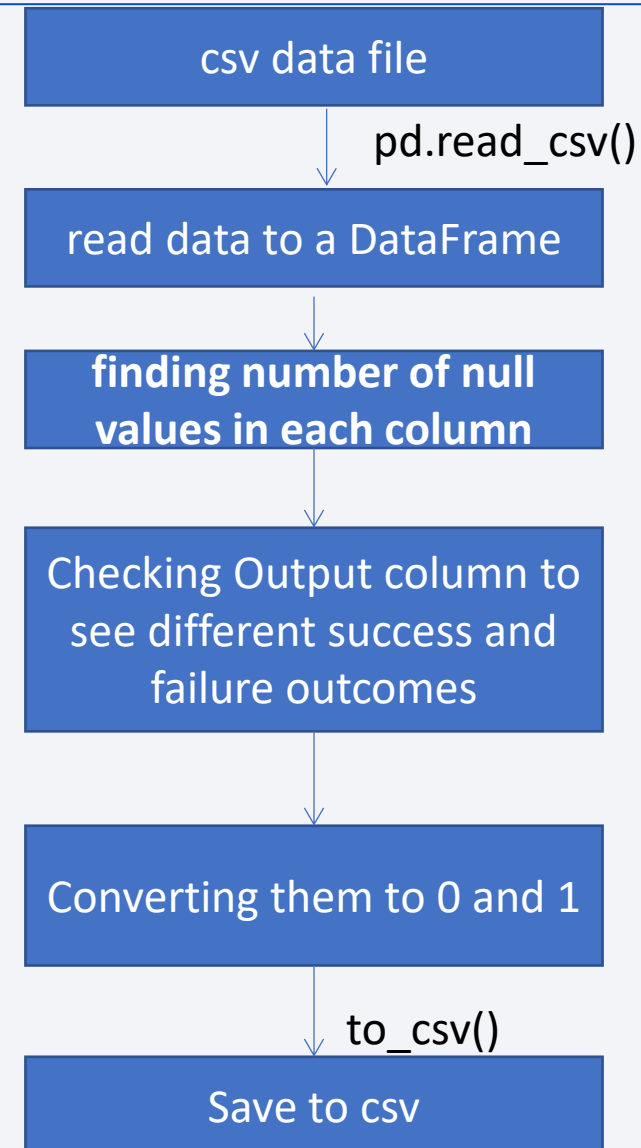 csv data file
pd.read_csv()
read data to a DataFrame
finding number of null
values in each column
Checking Output column to
see different success and
failure outcomes
Converting them to 0 and 1
to_csv()
Save to csv